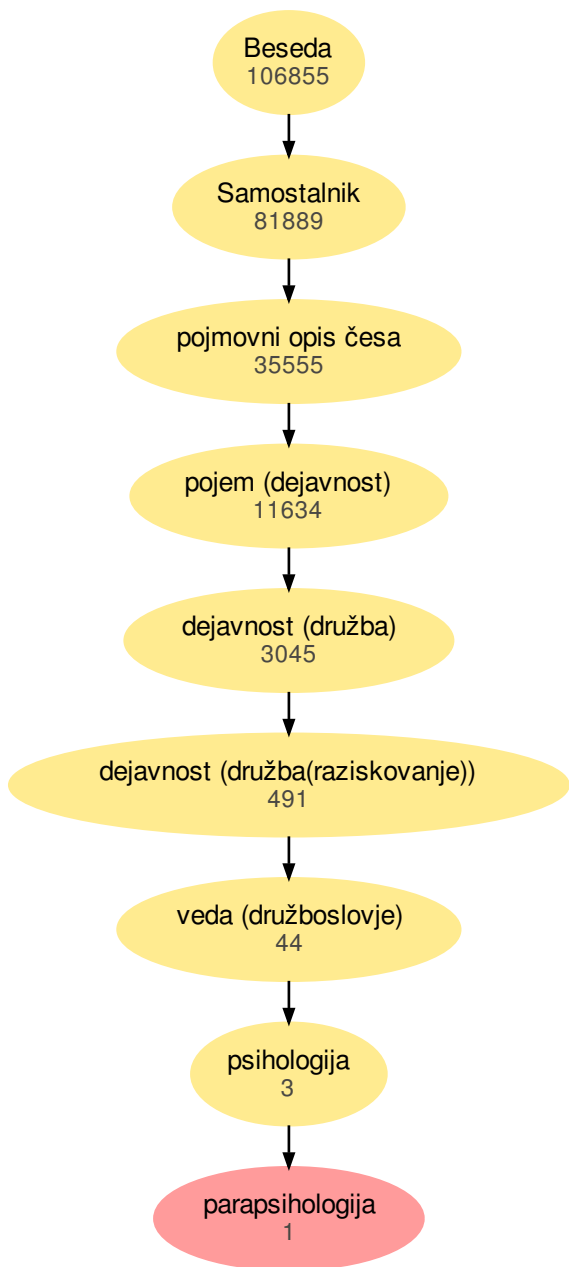 Beseda
106855
Samostalnik
81889
pojmovni opis česa
35555
pojem (dejavnost)
11634
dejavnost (družba)
3045
dejavnost (družba(raziskovanje))
491
veda (družboslovje)
44
psihologija
3
parapsihologija
1